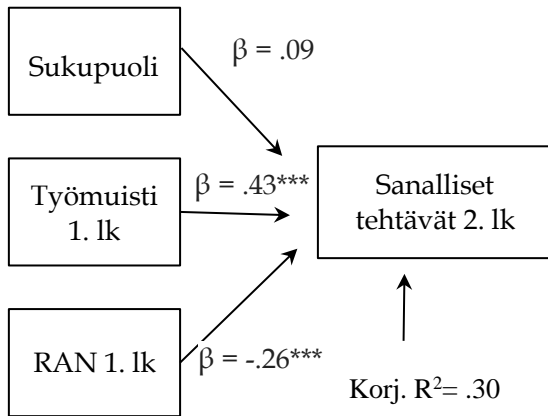 Sukupuoli
β = .09
Työmuisti
1. lk
β = .43***
Sanalliset
tehtävät 2. lk
RAN 1. lk
β = -.26***
Korj. R²= .30